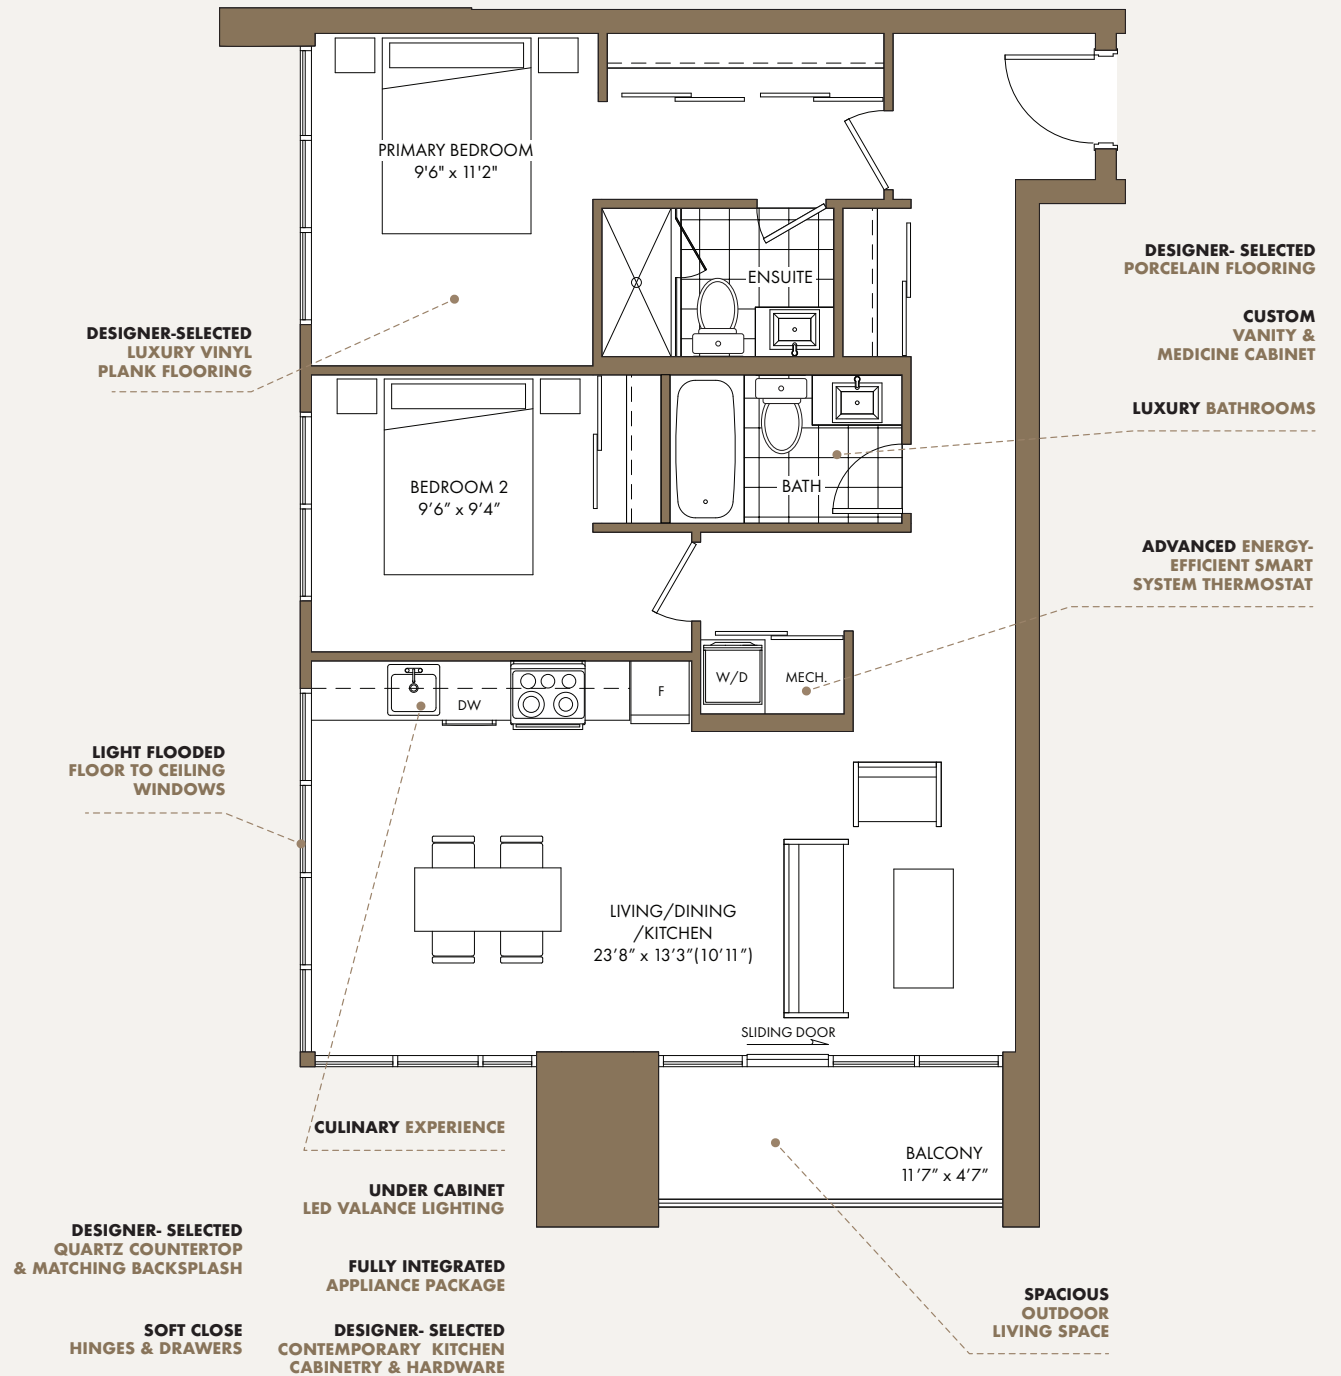 PRIMARY BEDROOM
9'6" x 11'2"
ENSUITE
DESIGNER- SELECTED
PORCELAIN FLOORING
CUSTOM
VANITY &
MEDICINE CABINET
LUXURY BATHROOMS
DESIGNER-SELECTED
LUXURY VINYL
PLANK FLOORING
BEDROOM 2
9’6” x 9’4”
BATH
ADVANCED ENERGY-
EFFICIENT SMART
SYSTEM THERMOSTAT
W/D
MECH.
F
DW
LIGHT FLOODED
FLOOR TO CEILING
WINDOWS
LIVING/DINING
/KITCHEN
23’8” x 13’3”(10’11”)
SLIDING DOOR
BALCONY
11’7” x 4’7”
CULINARY EXPERIENCE
UNDER CABINET
LED VALANCE LIGHTING
DESIGNER- SELECTED
QUARTZ COUNTERTOP
& MATCHING BACKSPLASH
FULLY INTEGRATED
APPLIANCE PACKAGE
SOFT CLOSE
HINGES & DRAWERS
DESIGNER- SELECTED
CONTEMPORARY KITCHEN
CABINETRY & HARDWARE
SPACIOUS
OUTDOOR
LIVING SPACE